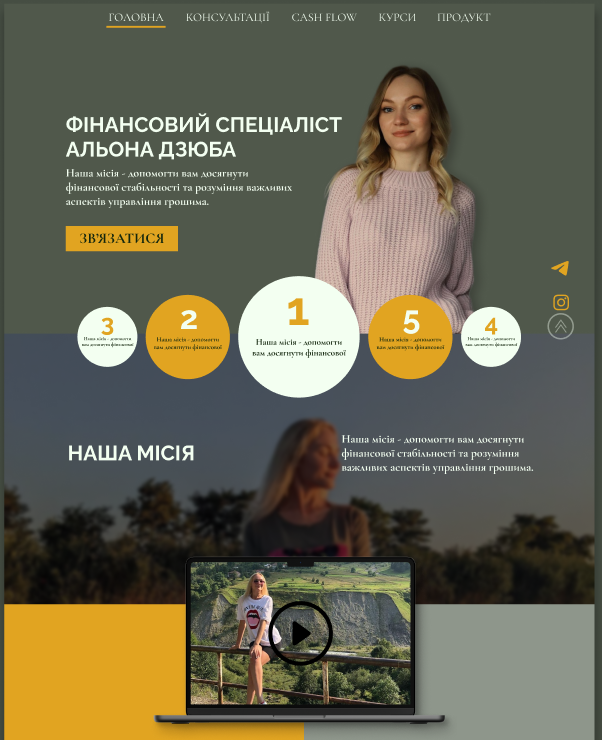 ГОЛОВНА КОНСУЛЬТАЦІЇ CASH FLOW КУРСИ ПРОДУКТ
ФІНАНСОВИЙ СПЕЦІАЛІСТ
АЛЬОНА ДЗЮБА
Наша місія - допомогти вам досягнути
фінансової стабільності та розуміння важливих
аспектів управління грошима.
ЗВ'ЯЗАТИСЯ
3
Наша місія - допомогти
вам досягнути фінансової
2
Наша місія - допомогти
вам досягнути фінансової
1
Наша місія - допомогти
вам досягнути фінансової
5
Наша місія - допомогти
вам досягнути фінансової
4
Наша місія - допомогти
вам досягнути фінансової
НАША МІСІЯ
Наша місія - допомогти вам досягнути
фінансової стабільності та розуміння
важливих аспектів управління грошима.